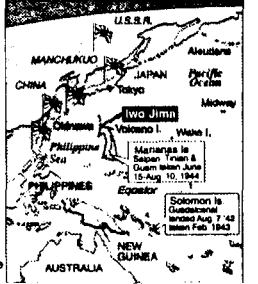 U.S.S.R.
Aleutians
MANCHUKUO
JAPAN
Pacific
Ocean
CHINA
Tokyo
Iwo Jima
Midway
Okinawa
Volcano I.
Wake I.
Philippine
Sea
Marianas Is
Saipan Tinian &
Guam taken June
15-Aug. 10, 1944
PHILIPPINES
Equator
Solomon Is.
Guadalcanal
landed Aug 7 '42
taken Feb 1943
NEW
GUINEA
AUSTRALIA